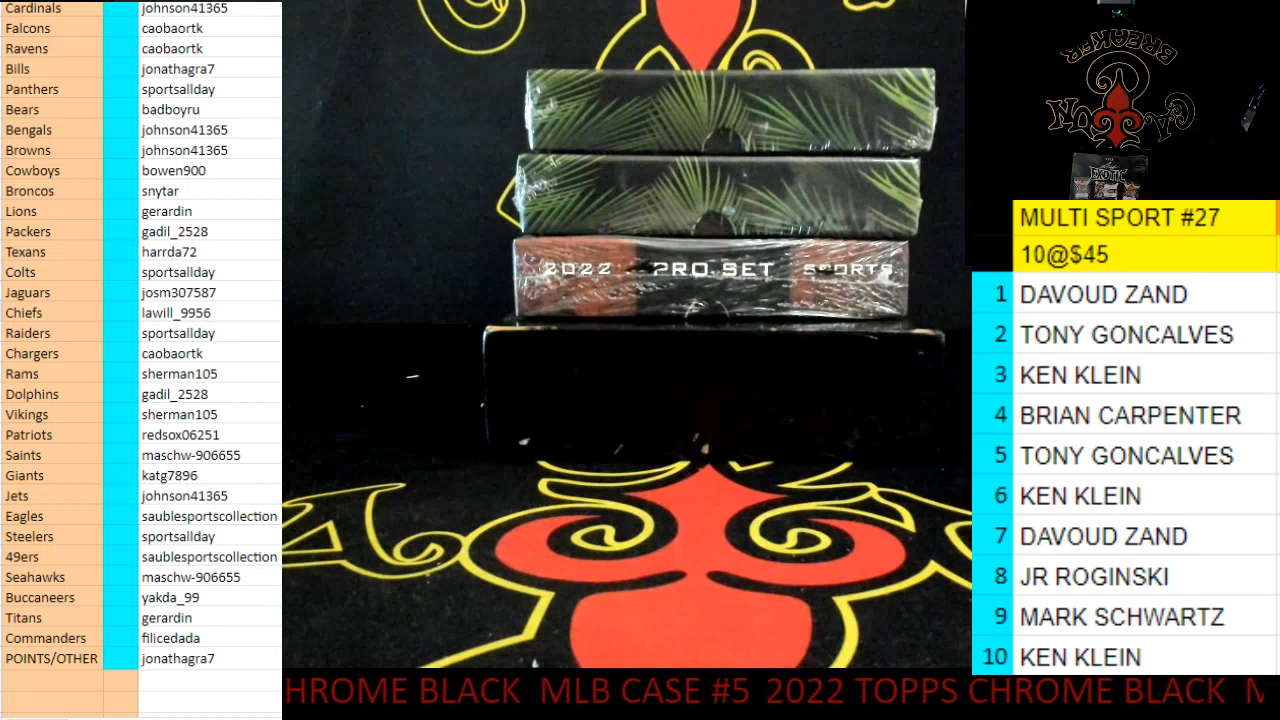 Cardinals johnson41365
Falcons caobaortk
Ravens caobaortk
Bills jonathagra7
Panthers sportsallday
Bears badboyru
Bengals johnson41365
Browns johnson41365
Cowboys bowen900
Broncos snytar
Lions gerardin
Packers gadil_2528
Texans harrda72
Colts sportsallday
Jaguars josm307587
Chiefs lawill_9956
Raiders sportsallday
Chargers caobaortk
Rams sherman105
Dolphins gadil_2528
Vikings sherman105
Patriots redsox06251
Saints maschw-906655
Giants katg7896
Jets johnson41365
Eagles saublesportscollection
Steelers sportsallday
49ers saublesportscollection
Seahawks maschw-906655
Buccaneers yakda_99
Titans gerardin
Commanders filicedada
POINTS/OTHER jonathagra7
2022 PRO SET SPORTS
BREAKER
EXOTIC
MULTI SPORT #27
10@$45
1 DAVOUD ZAND
2 TONY GONCALVES
3 KEN KLEIN
4 BRIAN CARPENTER
5 TONY GONCALVES
6 KEN KLEIN
7 DAVOUD ZAND
8 JR ROGINSKI
9 MARK SCHWARTZ
10 KEN KLEIN
HROME BLACK MLB CASE #5 2022 TOPPS CHROME BLACK M